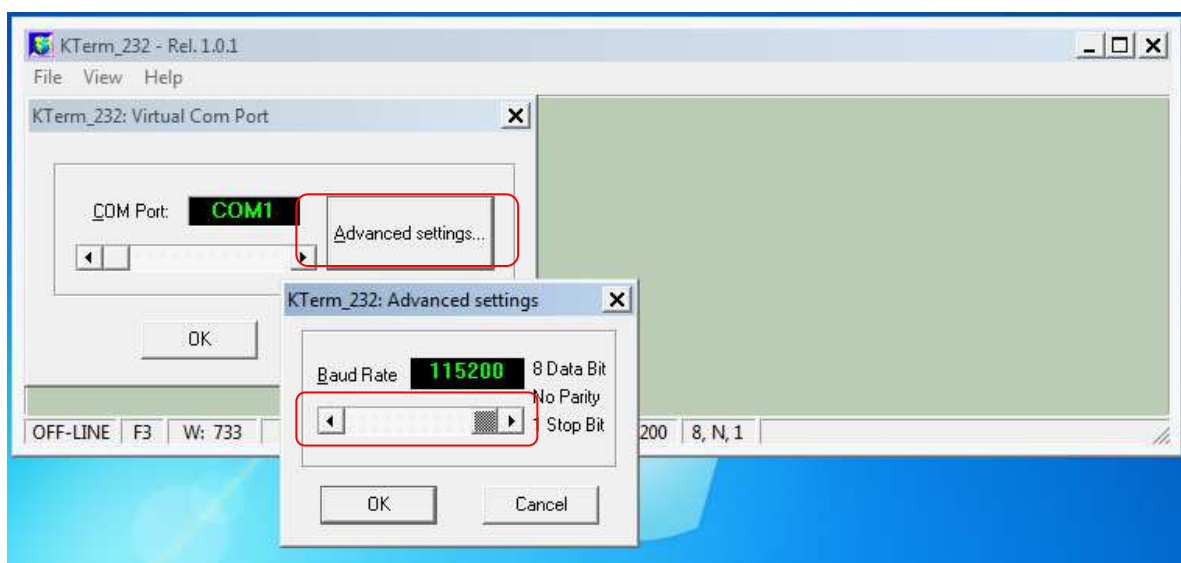 KTerm_232 - Rel. 1.0.1
File View Help
KTerm_232: Virtual Com Port
COM Port: COM1
Advanced settings...
OK
KTerm_232: Advanced settings
Baud Rate 115200
8 Data Bit
No Parity
1 Stop Bit
OK Cancel
OFF-LINE F3 W: 733 200 8, N, 1